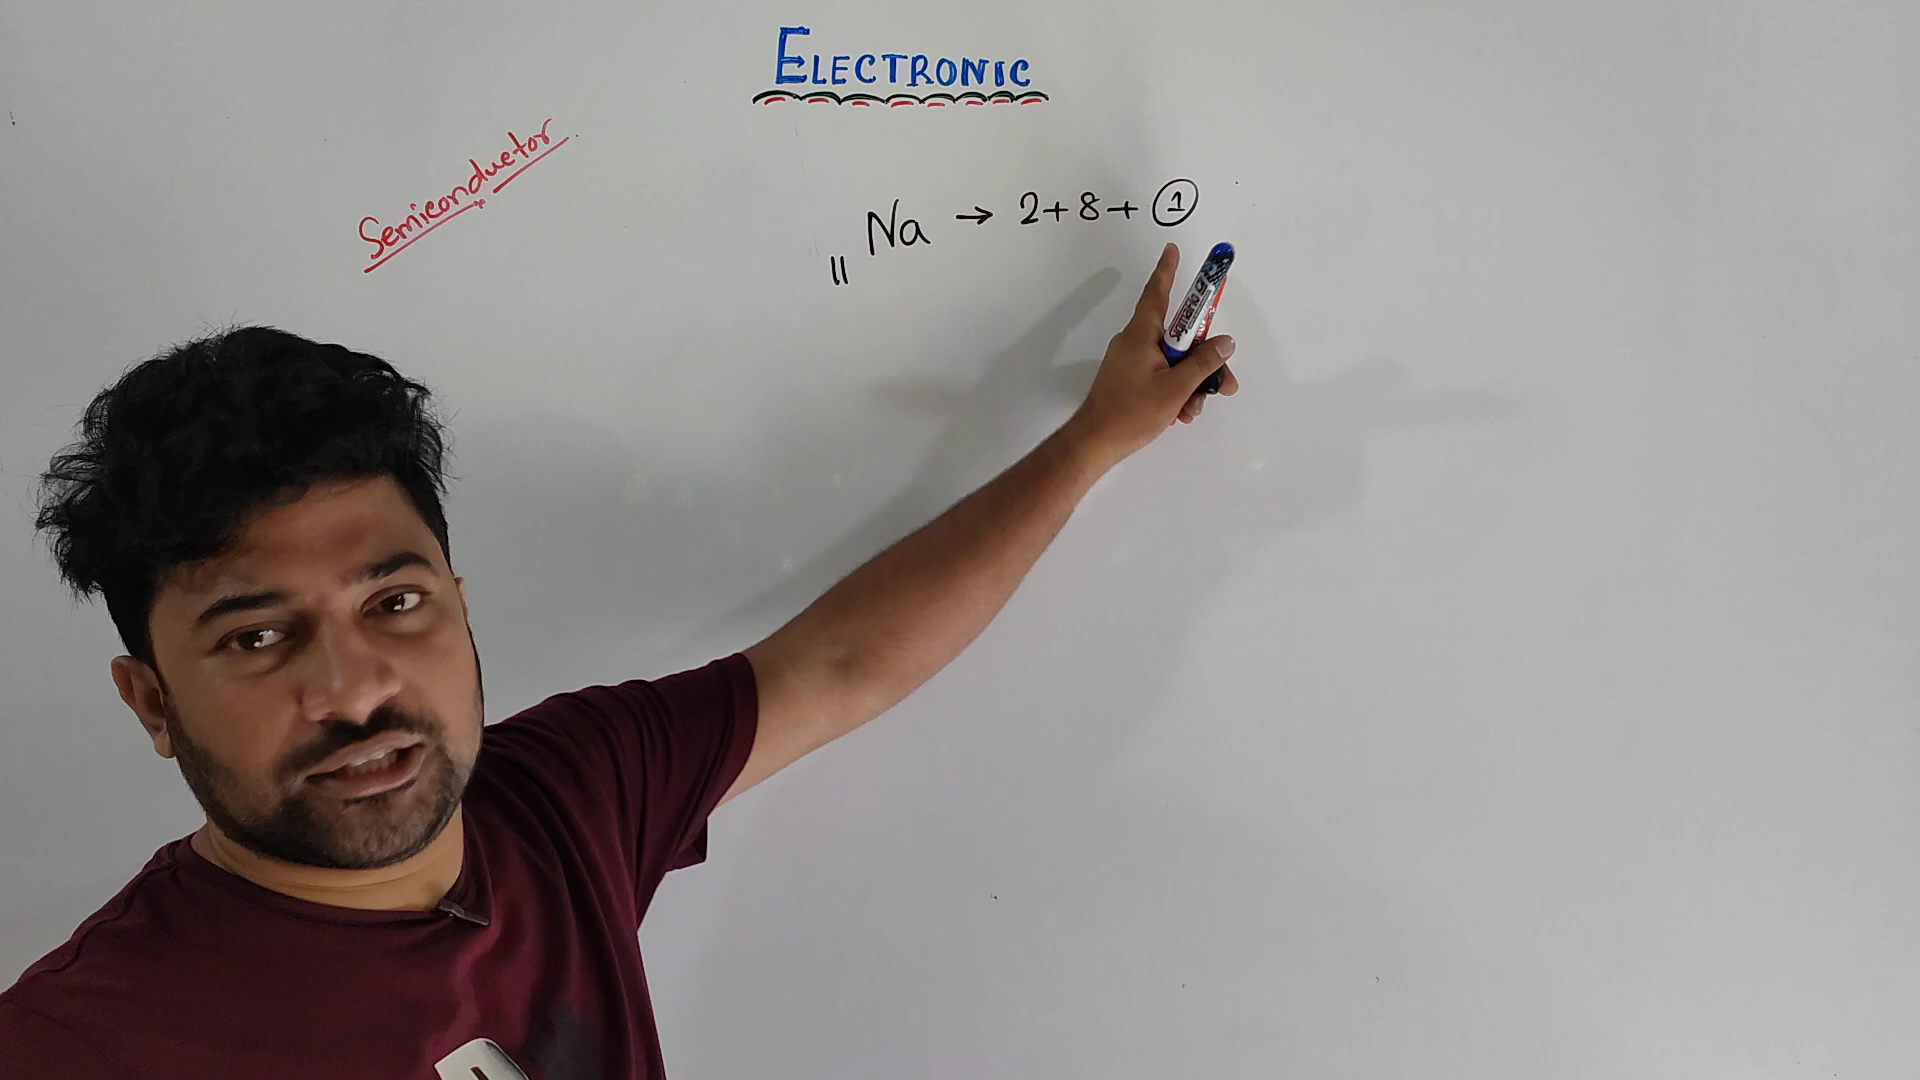 ELECTRONIC
Semiconductor
11Na → 2+8+1